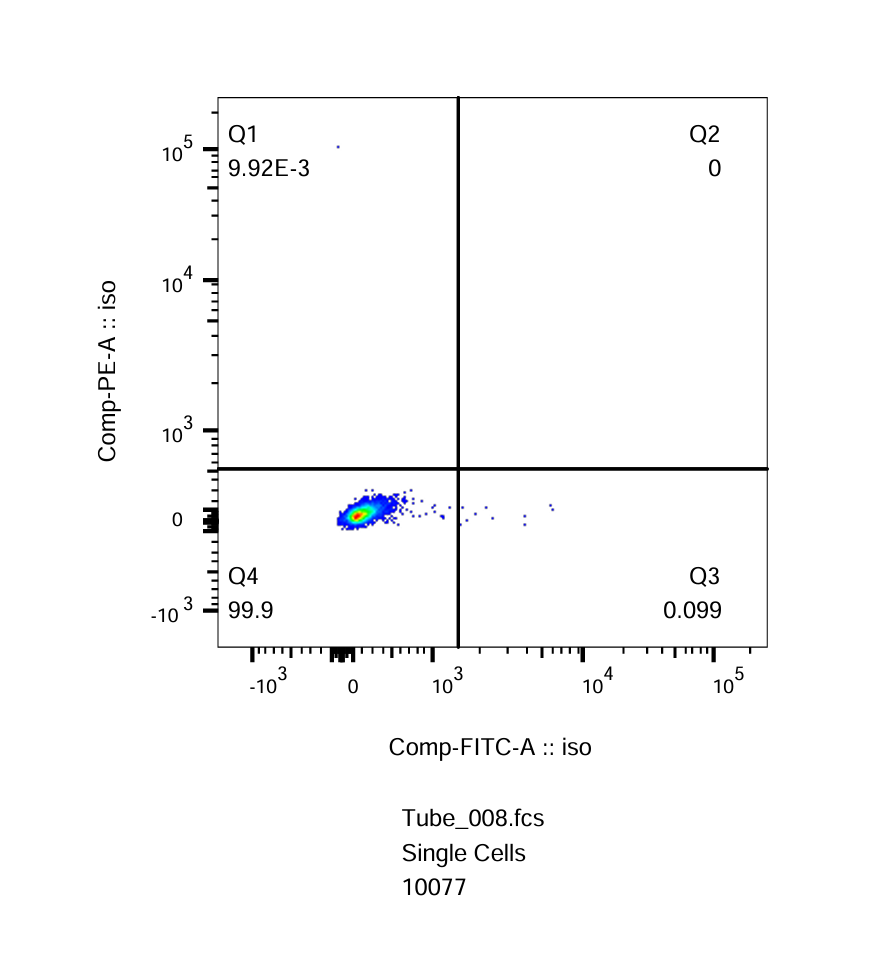 Q1
9.92E-3
Q2
0
Q4
99.9
Q3
0.099
10^5
10^4
10^3
0
-10^3
Comp-PE-A :: iso
-10^3
0
10^3
10^4
10^5
Comp-FITC-A :: iso
Tube_008.fcs
Single Cells
10077